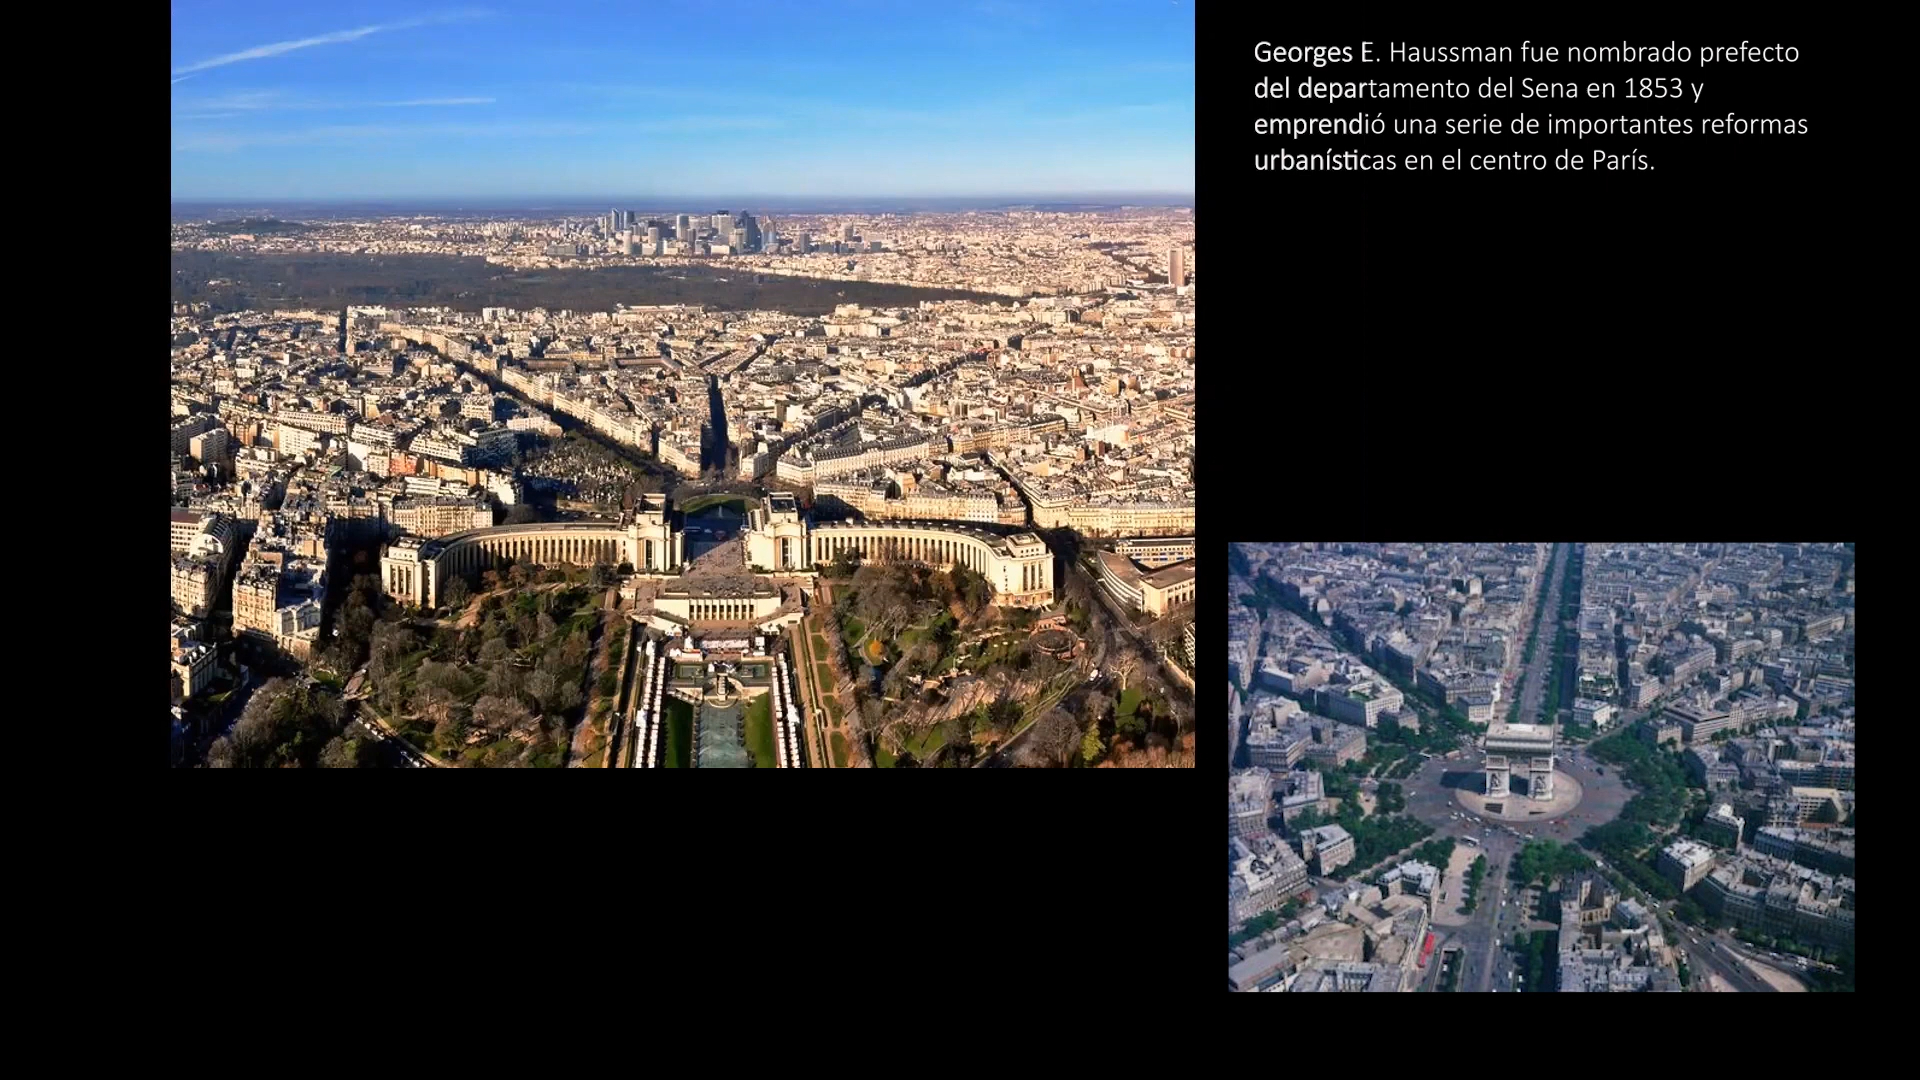 Georges E. Haussman fue nombrado prefecto
del departamento del Sena en 1853 y
emprendió una serie de importantes reformas
urbanísticas en el centro de París.